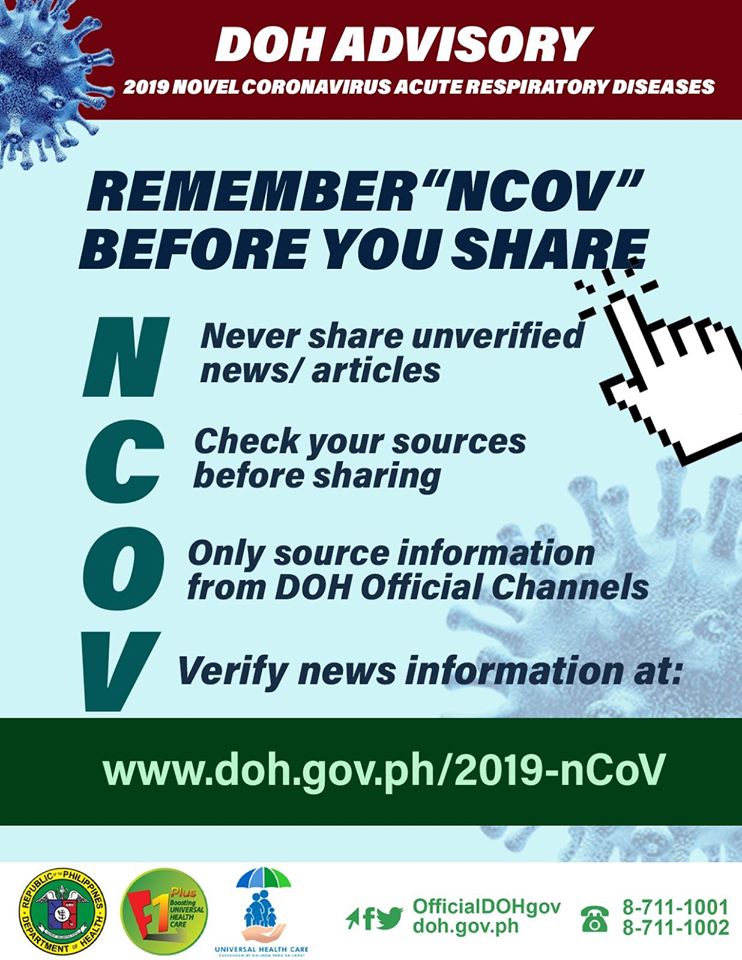 DOH ADVISORY
2019 NOVEL CORONAVIRUS ACUTE RESPIRATORY DISEASES
REMEMBER "NCOV"
BEFORE YOU SHARE
N Never share unverified
news/ articles
C Check your sources
before sharing
O Only source information
from DOH Official Channels
V Verify news information at:
www.doh.gov.ph/2019-nCoV
REPUBLIC OF THE PHILIPPINES
DEPARTMENT OF HEALTH
F1 Plus
Boosting
UNIVERSAL
HEALTH
CARE
UNIVERSAL HEALTH CARE
OfficialDOHgov
doh.gov.ph
8-711-1001
8-711-1002